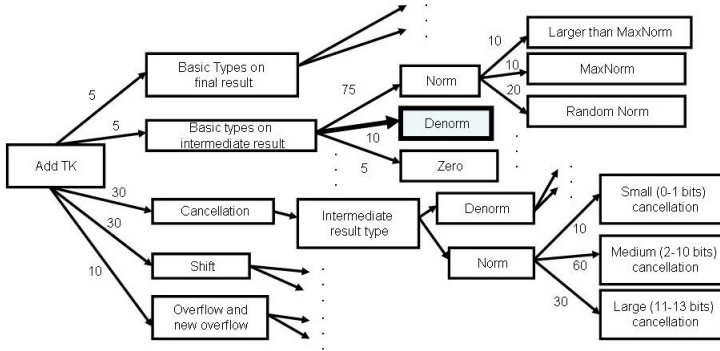 Basic Types on
final result
Basic types on
intermediate result
Add TK
Cancellation
Shift
Overflow and
new overflow
Intermediate
result type
Norm
Denorm
Zero
Denorm
Norm
Larger than MaxNorm
MaxNorm
Random Norm
Small (0-1 bits)
cancellation
Medium (2-10 bits)
cancellation
Large (11-13 bits)
cancellation
5
5
30
30
10
75
10
5
10
10
20
10
60
30